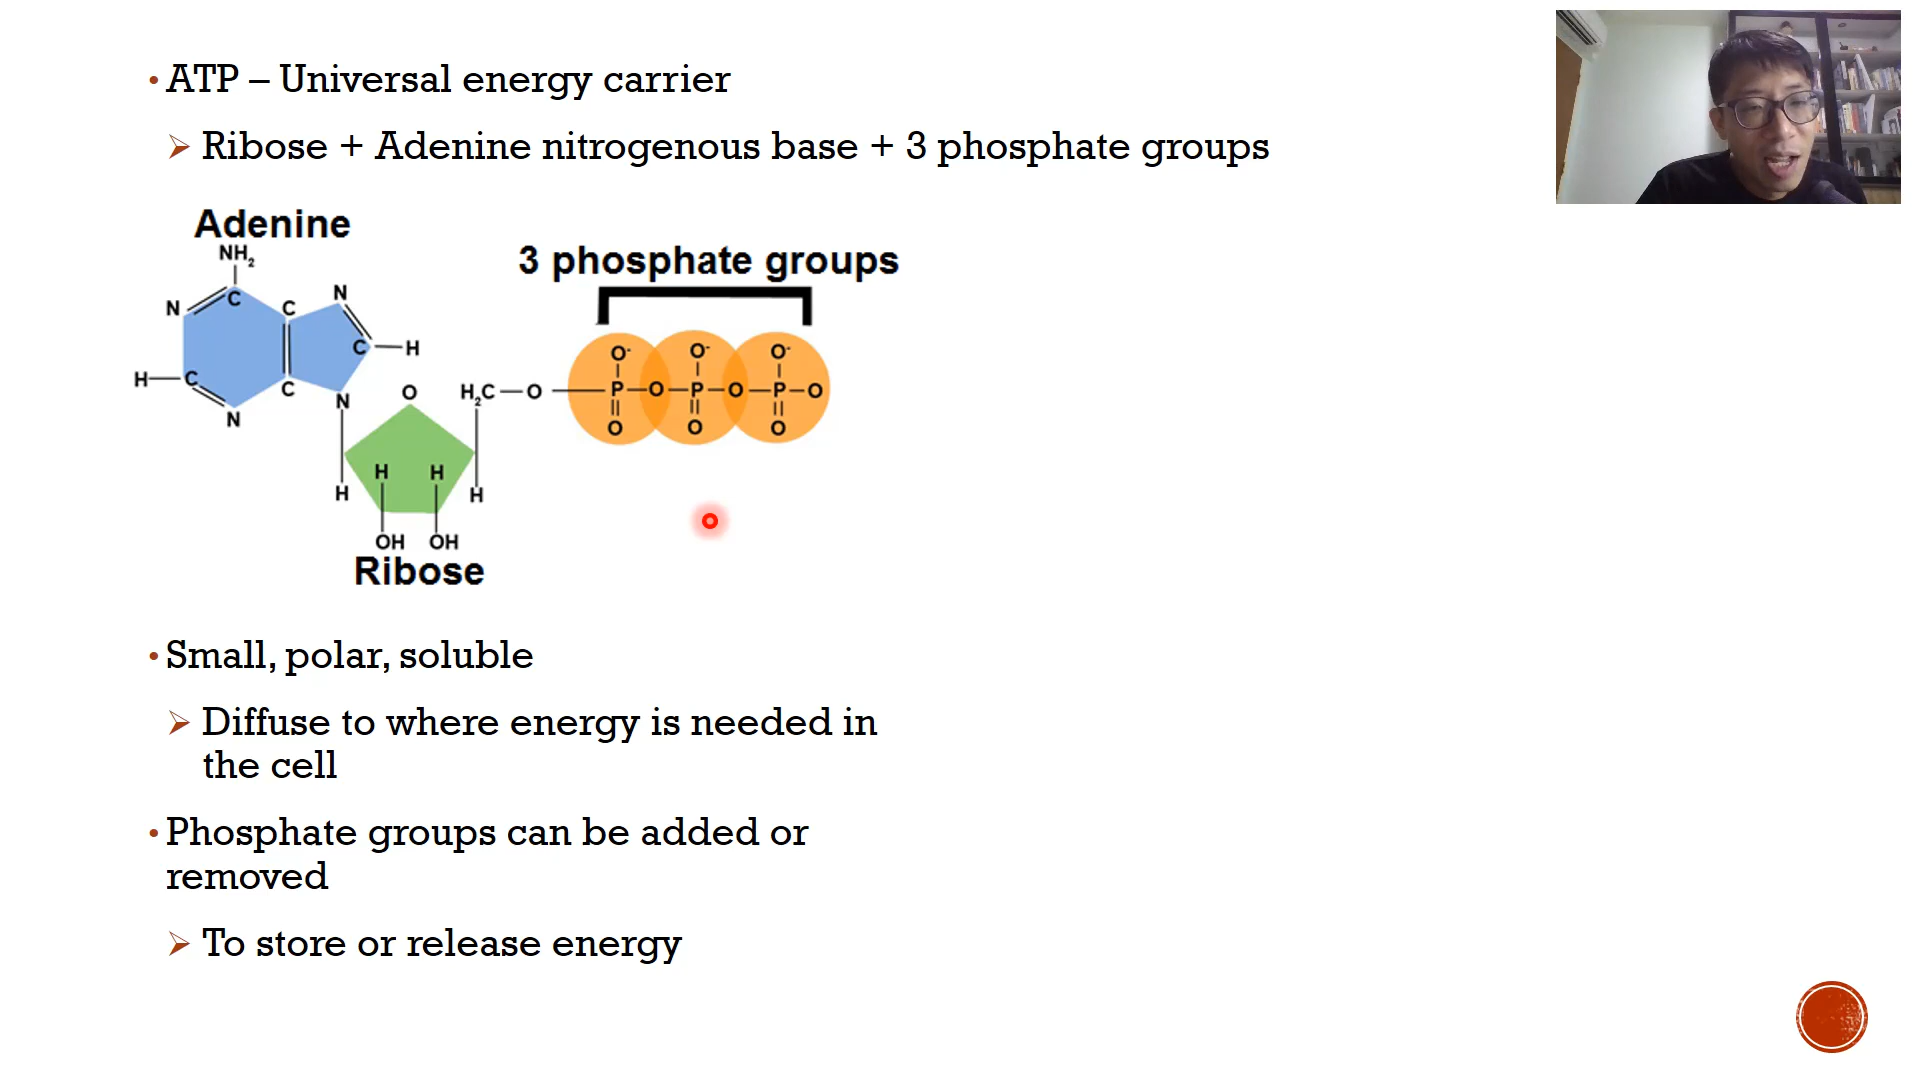 • ATP – Universal energy carrier
➢ Ribose + Adenine nitrogenous base + 3 phosphate groups
Adenine
3 phosphate groups
NH₂
N C C N
C H
H C C
N N
O H₂C O
O⁻ O⁻ O⁻
P O P O P O
O O O
H H
H H
OH OH
Ribose
• Small, polar, soluble
➢ Diffuse to where energy is needed in
the cell
• Phosphate groups can be added or
removed
➢ To store or release energy